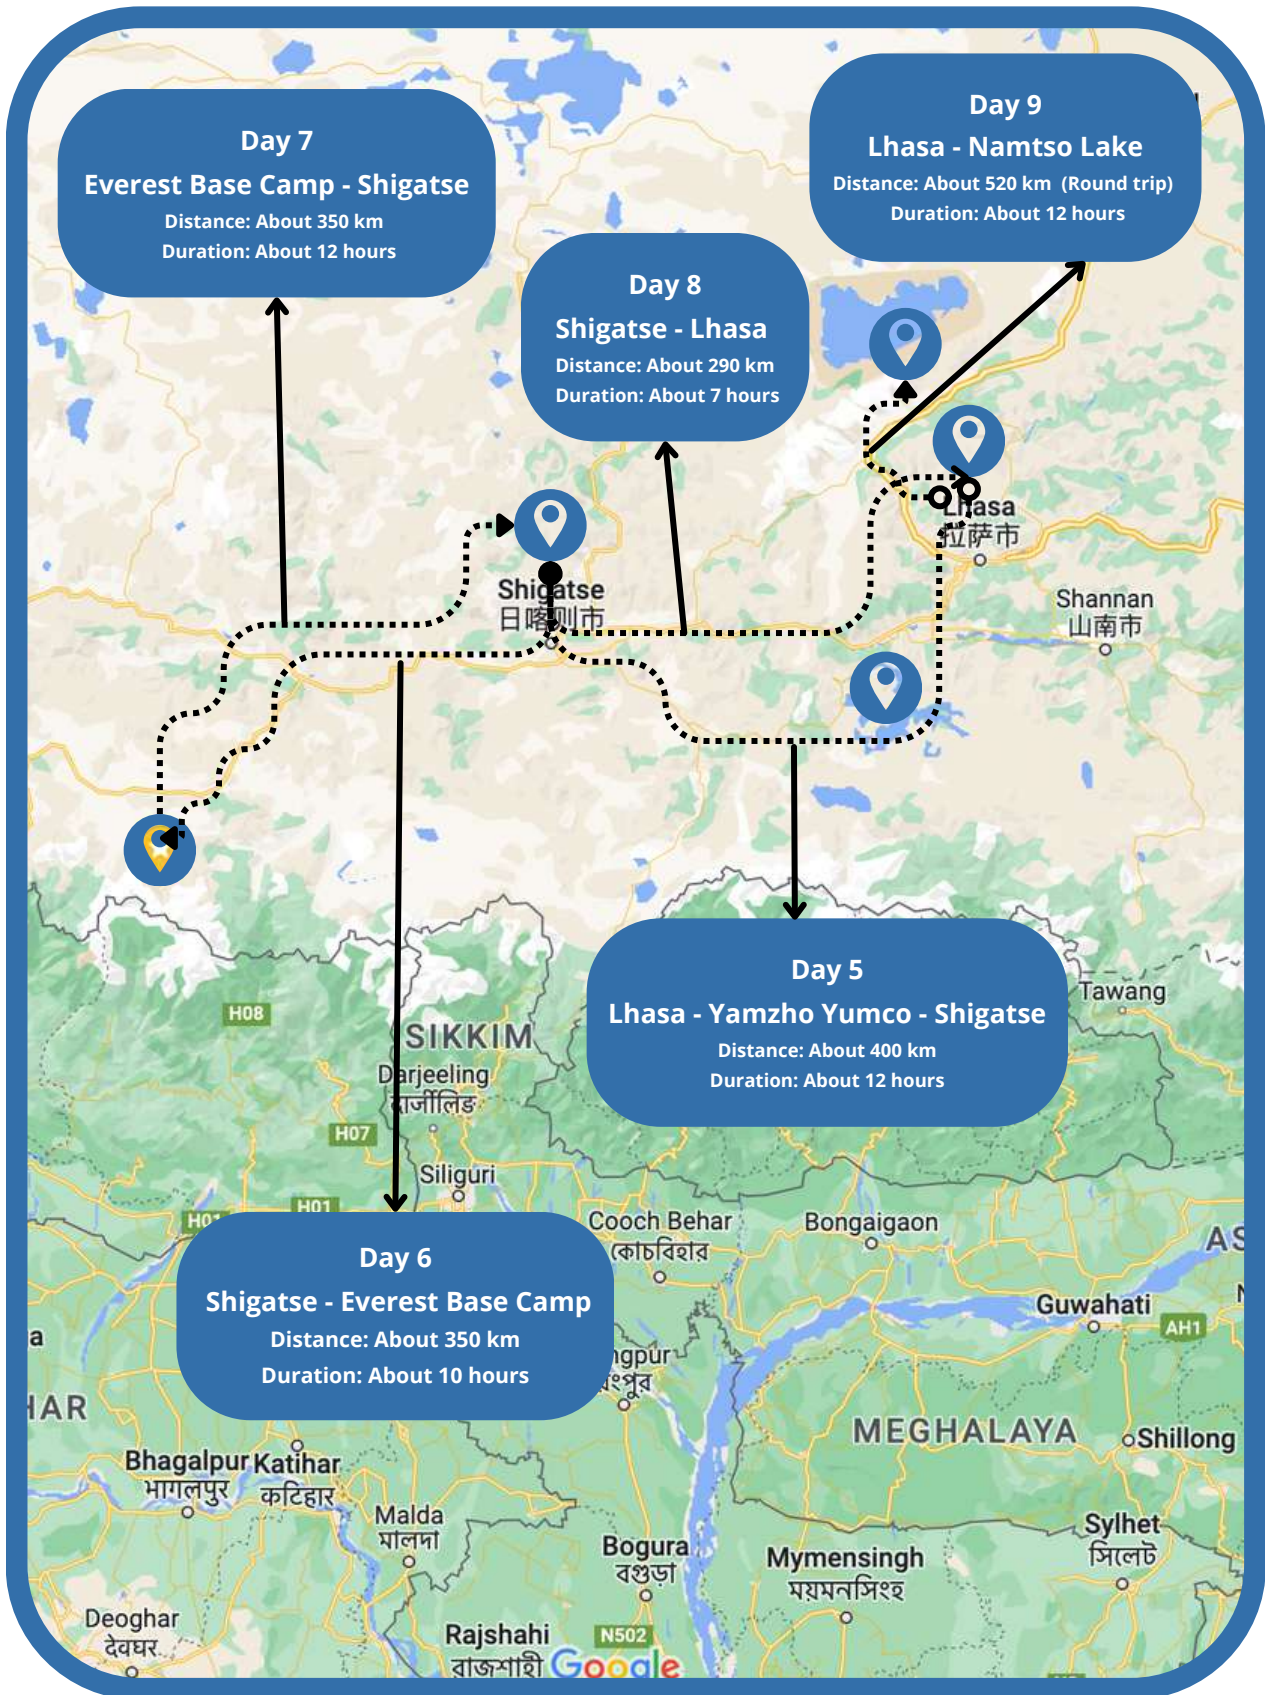 Day 9
Lhasa - Namtso Lake
Distance: About 520 km (Round trip)
Duration: About 12 hours
Day 7
Everest Base Camp - Shigatse
Distance: About 350 km
Duration: About 12 hours
Day 8
Shigatse - Lhasa
Distance: About 290 km
Duration: About 7 hours
Lhasa
拉萨市
Shigatse
日喀则市
Shannan
山南市
Day 5
Lhasa - Yamzho Yumco - Shigatse
Distance: About 400 km
Duration: About 12 hours
Tawang
H08
SIKKIM
Darjeeling
दार्जीलिङ
H07
Siliguri
H01
H01
Cooch Behar
কোচবিহার
Bongaigaon
AS
Day 6
Shigatse - Everest Base Camp
Distance: About 350 km
Duration: About 10 hours
Guwahati
AH1
a
ngpur
রংপুর
HAR
MEGHALAYA
Shillong
Bhagalpur
भागलपुर
Katihar
कटिहार
Malda
মালদা
Bogura
বগুড়া
Mymensingh
ময়মনসিংহ
Sylhet
সিলেট
Deoghar
देवघर
Rajshahi
রাজশাহী
N502
Google